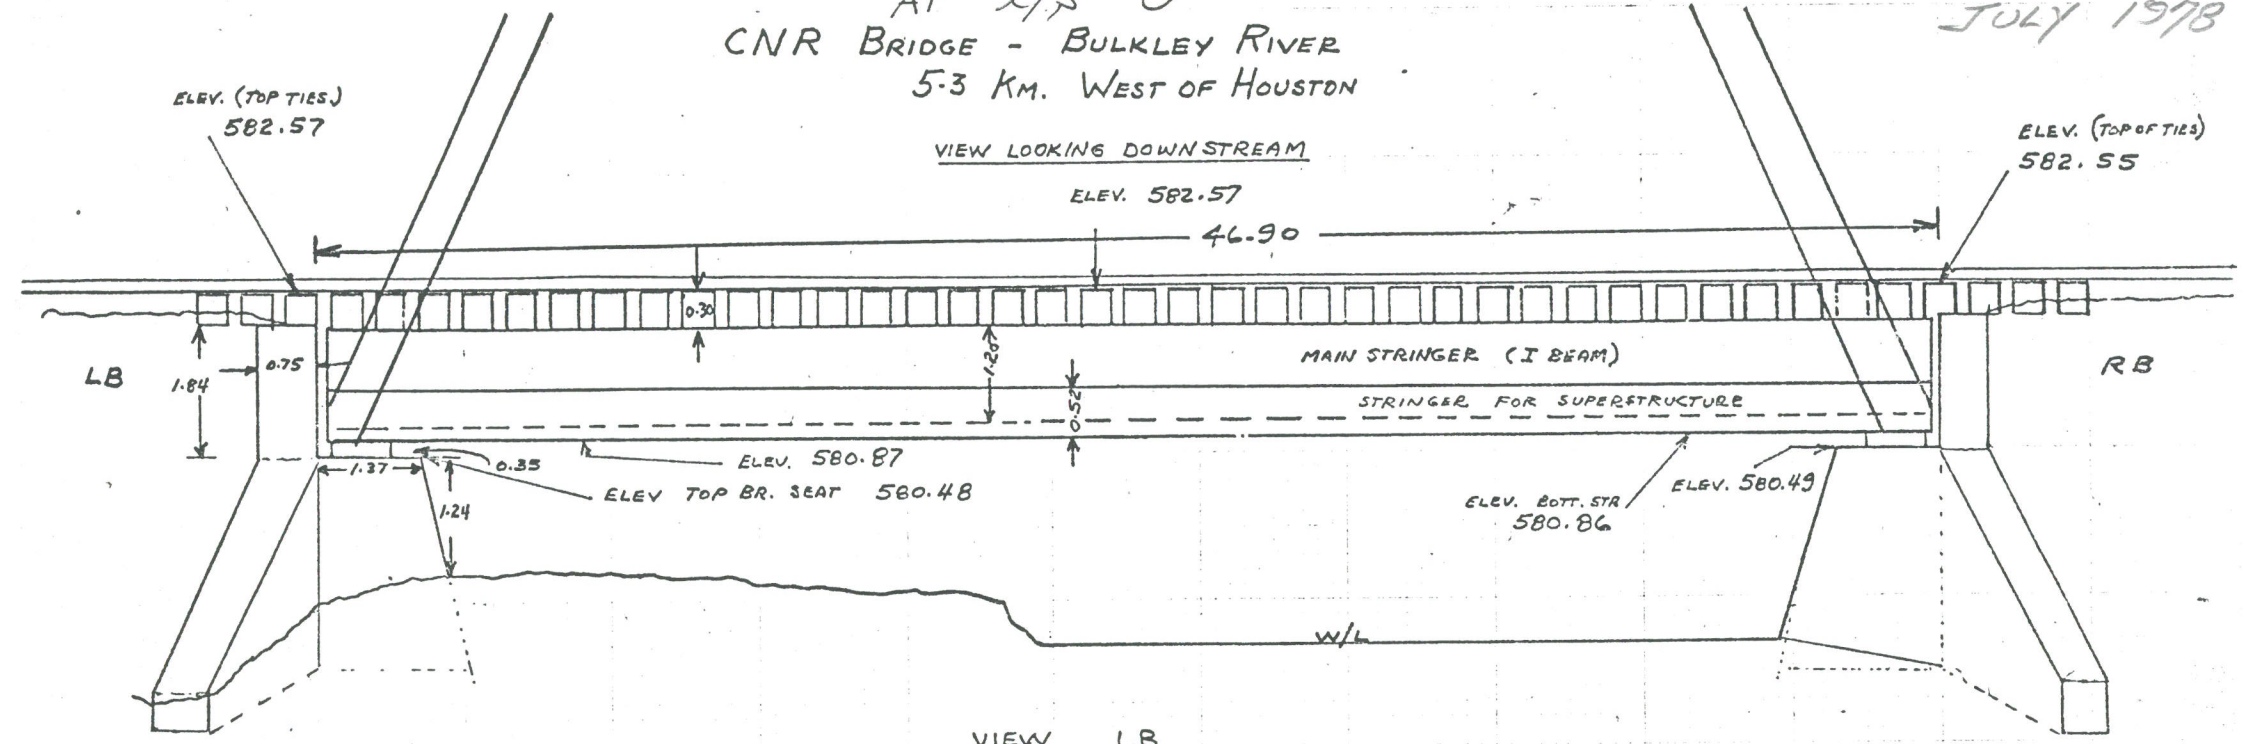 AT
JULY 1978
CNR BRIDGE - BULKLEY RIVER
5.3 KM. WEST OF HOUSTON
ELEV. (TOP TIES)
582.57
VIEW LOOKING DOWNSTREAM
ELEV. (TOP OF TIES)
582.55
ELEV. 582.57
46.90
0.30
1.20
MAIN STRINGER (I BEAM)
LB
1.84
0.75
RB
0.52
STRINGER FOR SUPERSTRUCTURE
1.37
0.35
ELEV. 580.87
ELEV TOP BR. SEAT 580.48
ELEV. 580.49
ELEV. BOTT. STR
580.86
1.24
W/L
VIEW LB